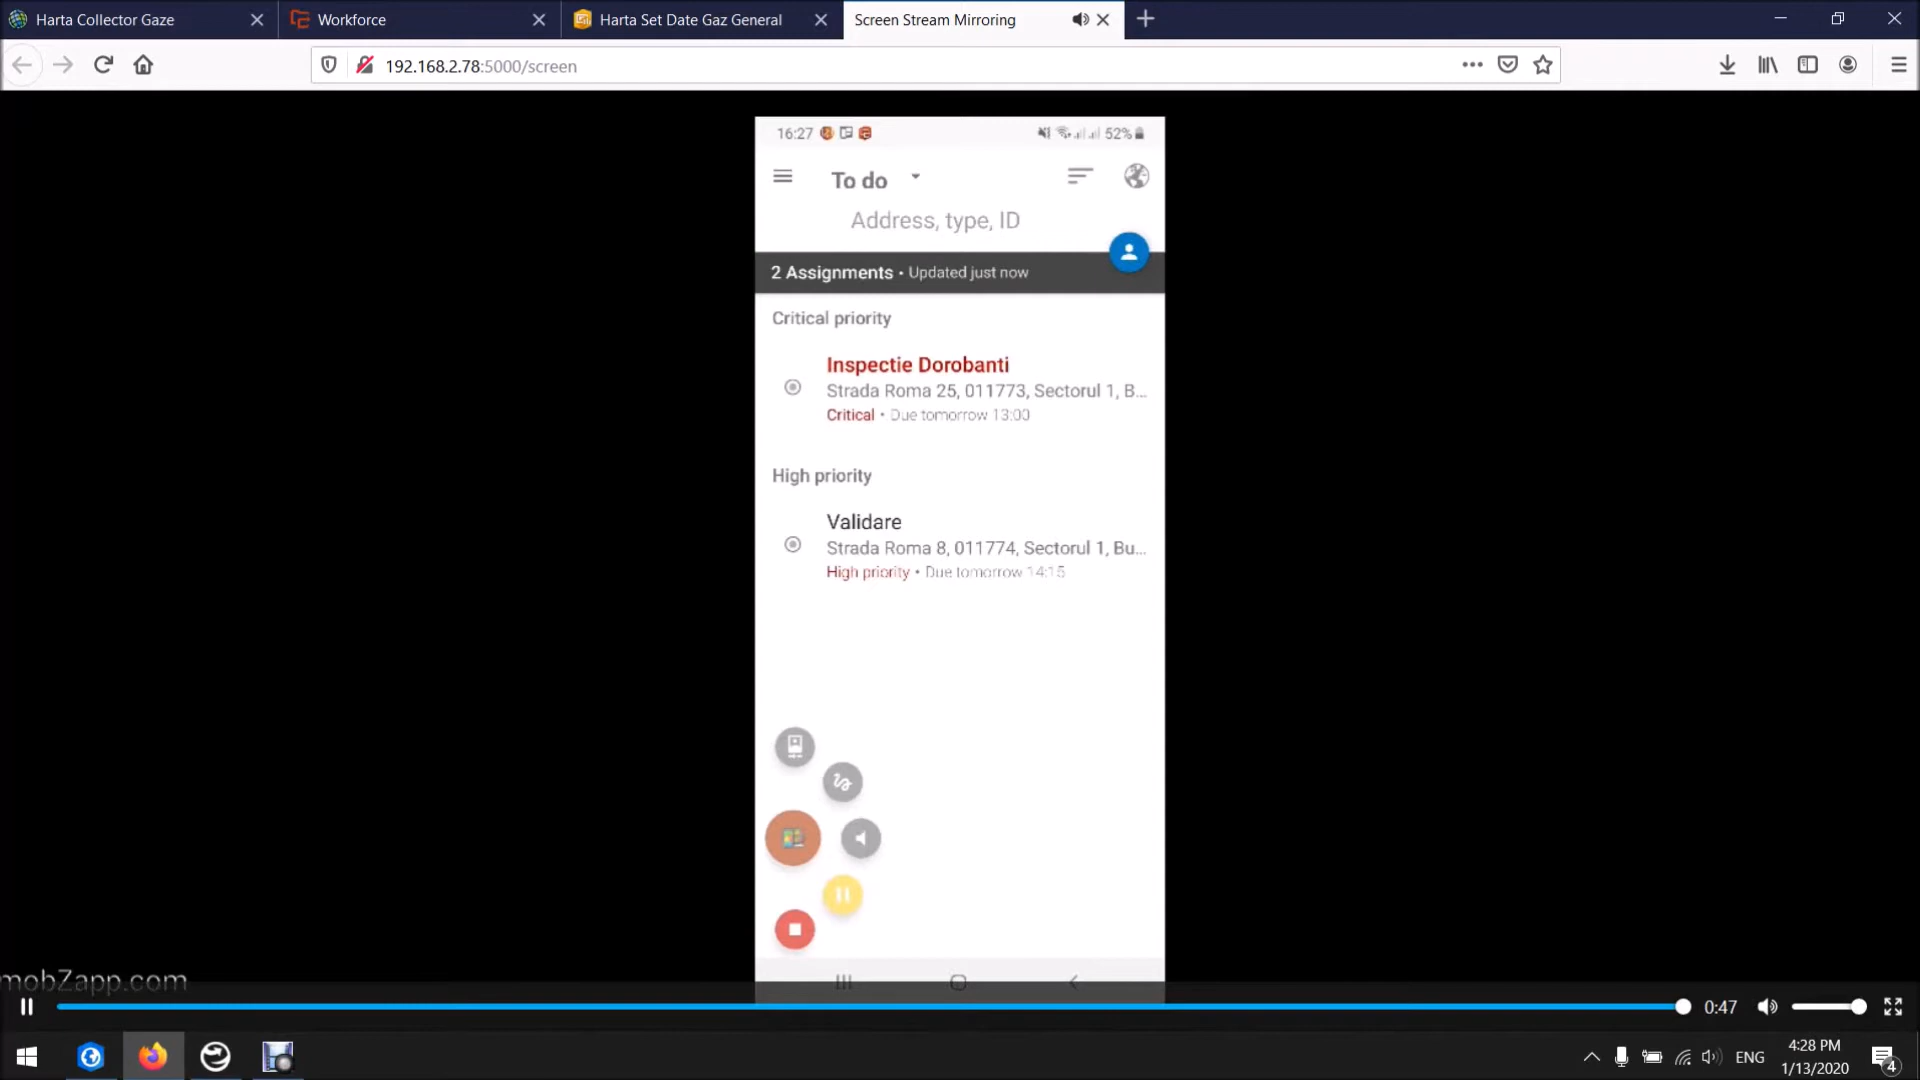 Harta Collector Gaze
Workforce
Harta Set Date Gaz General
Screen Stream Mirroring
192.168.2.78:5000/screen
16:27
52%
To do
Address, type, ID
2 Assignments • Updated just now
Critical priority
Inspectie Dorobanti
Strada Roma 25, 011773, Sectorul 1, B...
Critical • Due tomorrow 13:00
High priority
Validare
Strada Roma 8, 011774, Sectorul 1, Bu...
High priority • Due tomorrow 14:15
mobZapp.com
0:47
ENG
4:28 PM
1/13/2020
4